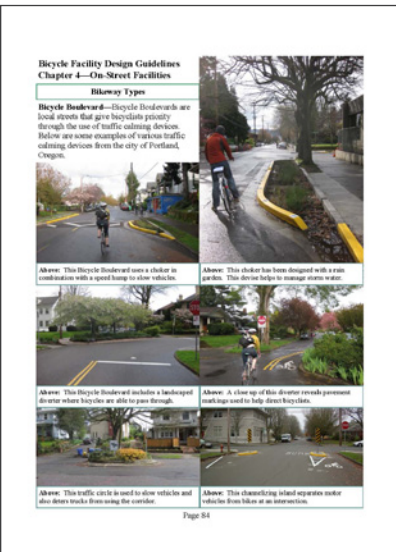 Bicycle Facility Design Guidelines
Chapter 4—On-Street Facilities
Bikeway Types
Bicycle Boulevard—Bicycle Boulevards are
local streets that give bicyclists priority
through the use of traffic calming devices.
Below are some examples of various traffic
calming devices from the city of Portland,
Oregon.
Above: This Bicycle Boulevard uses a choker in
combination with a speed hump to slow vehicles.
Above: This choker has been designed with a rain
garden. This device helps to manage storm water.
Above: This Bicycle Boulevard includes a landscaped
diverter where bicycles are able to pass through.
Above: A close up of this diverter reveals pavement
markings used to help direct bicyclists.
Above: This traffic circle is used to slow vehicles and
also deters trucks from using the corridor.
Above: This channelizing island separates motor
vehicles from bikes at an intersection.
Page 84